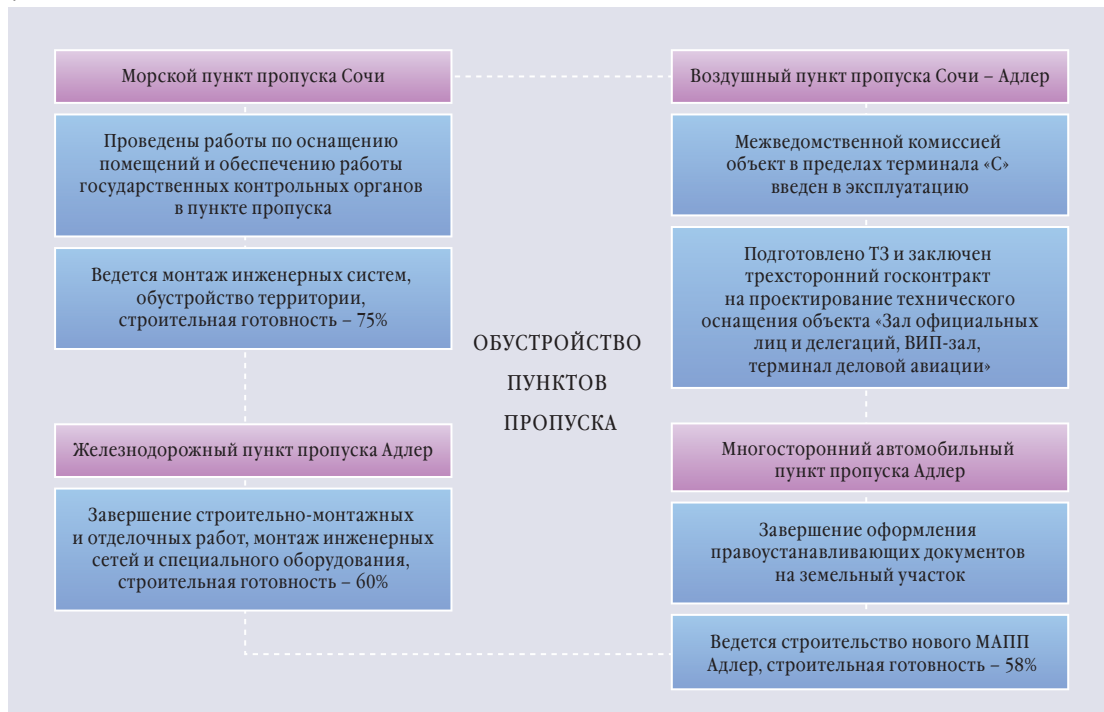 Морской пункт пропуска Сочи
Проведены работы по оснащению
помещений и обеспечению работы
государственных контрольных органов
в пункте пропуска
Ведется монтаж инженерных систем,
обустройство территории,
строительная готовность – 75%
Воздушный пункт пропуска Сочи – Адлер
Межведомственной комиссией
объект в пределах терминала «С»
введен в эксплуатацию
Подготовлено ТЗ и заключен
трехсторонний госконтракт
на проектирование технического
оснащения объекта «Зал официальных
лиц и делегаций, ВИП-зал,
терминал деловой авиации»
ОБУСТРОЙСТВО
ПУНКТОВ
ПРОПУСКА
Железнодорожный пункт пропуска Адлер
Завершение строительно-монтажных
и отделочных работ, монтаж инженерных
сетей и специального оборудования,
строительная готовность – 60%
Многосторонний автомобильный
пункт пропуска Адлер
Завершение оформления
правоустанавливающих документов
на земельный участок
Ведется строительство нового МАПП
Адлер, строительная готовность – 58%